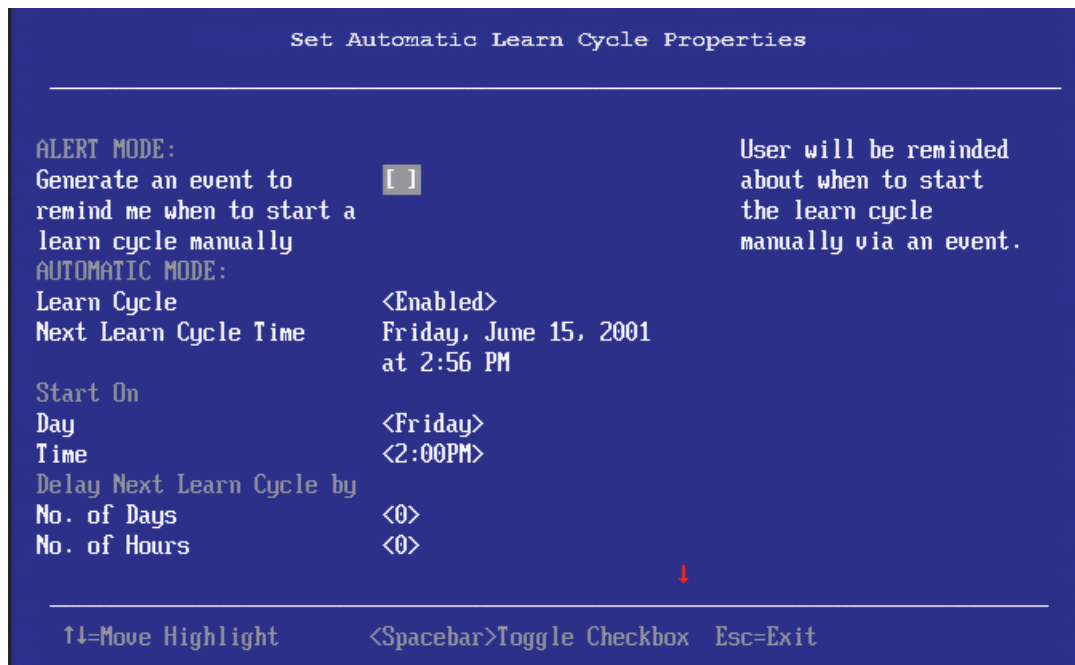 Set Automatic Learn Cycle Properties
ALERT MODE:
Generate an event to [ ]
remind me when to start a
learn cycle manually
User will be reminded
about when to start
the learn cycle
manually via an event.
AUTOMATIC MODE:
Learn Cycle <Enabled>
Next Learn Cycle Time Friday, June 15, 2001
at 2:56 PM
Start On
Day <Friday>
Time <2:00PM>
Delay Next Learn Cycle by
No. of Days <0>
No. of Hours <0>
↓
↑↓=Move Highlight <Spacebar>Toggle Checkbox Esc=Exit